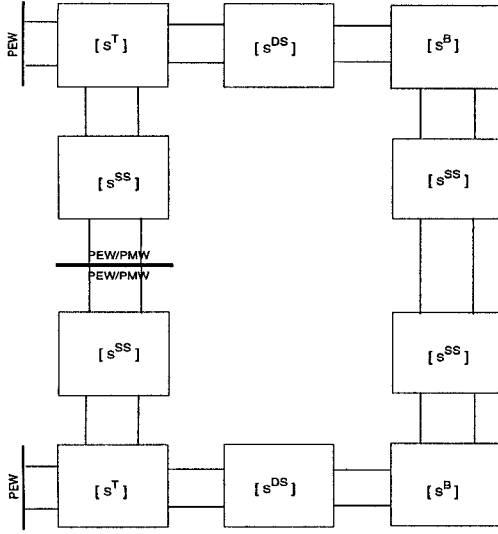 PEW
[ S^T ] [ S^DS ] [ S^B ]
[ S^SS ] [ S^SS ]
PEW/PMW
PEW/PMW
[ S^SS ] [ S^SS ]
PEW
[ S^T ] [ S^DS ] [ S^B ]